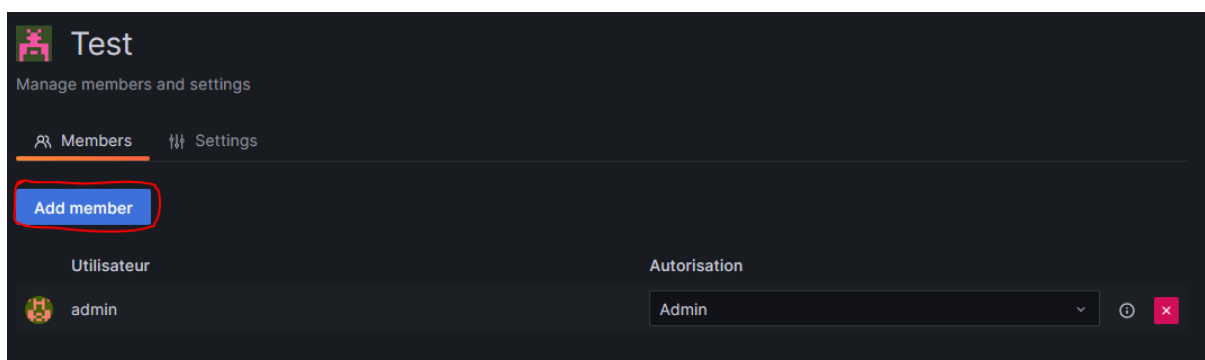 Test
Manage members and settings
Members Settings
Add member
Utilisateur Autorisation
admin Admin